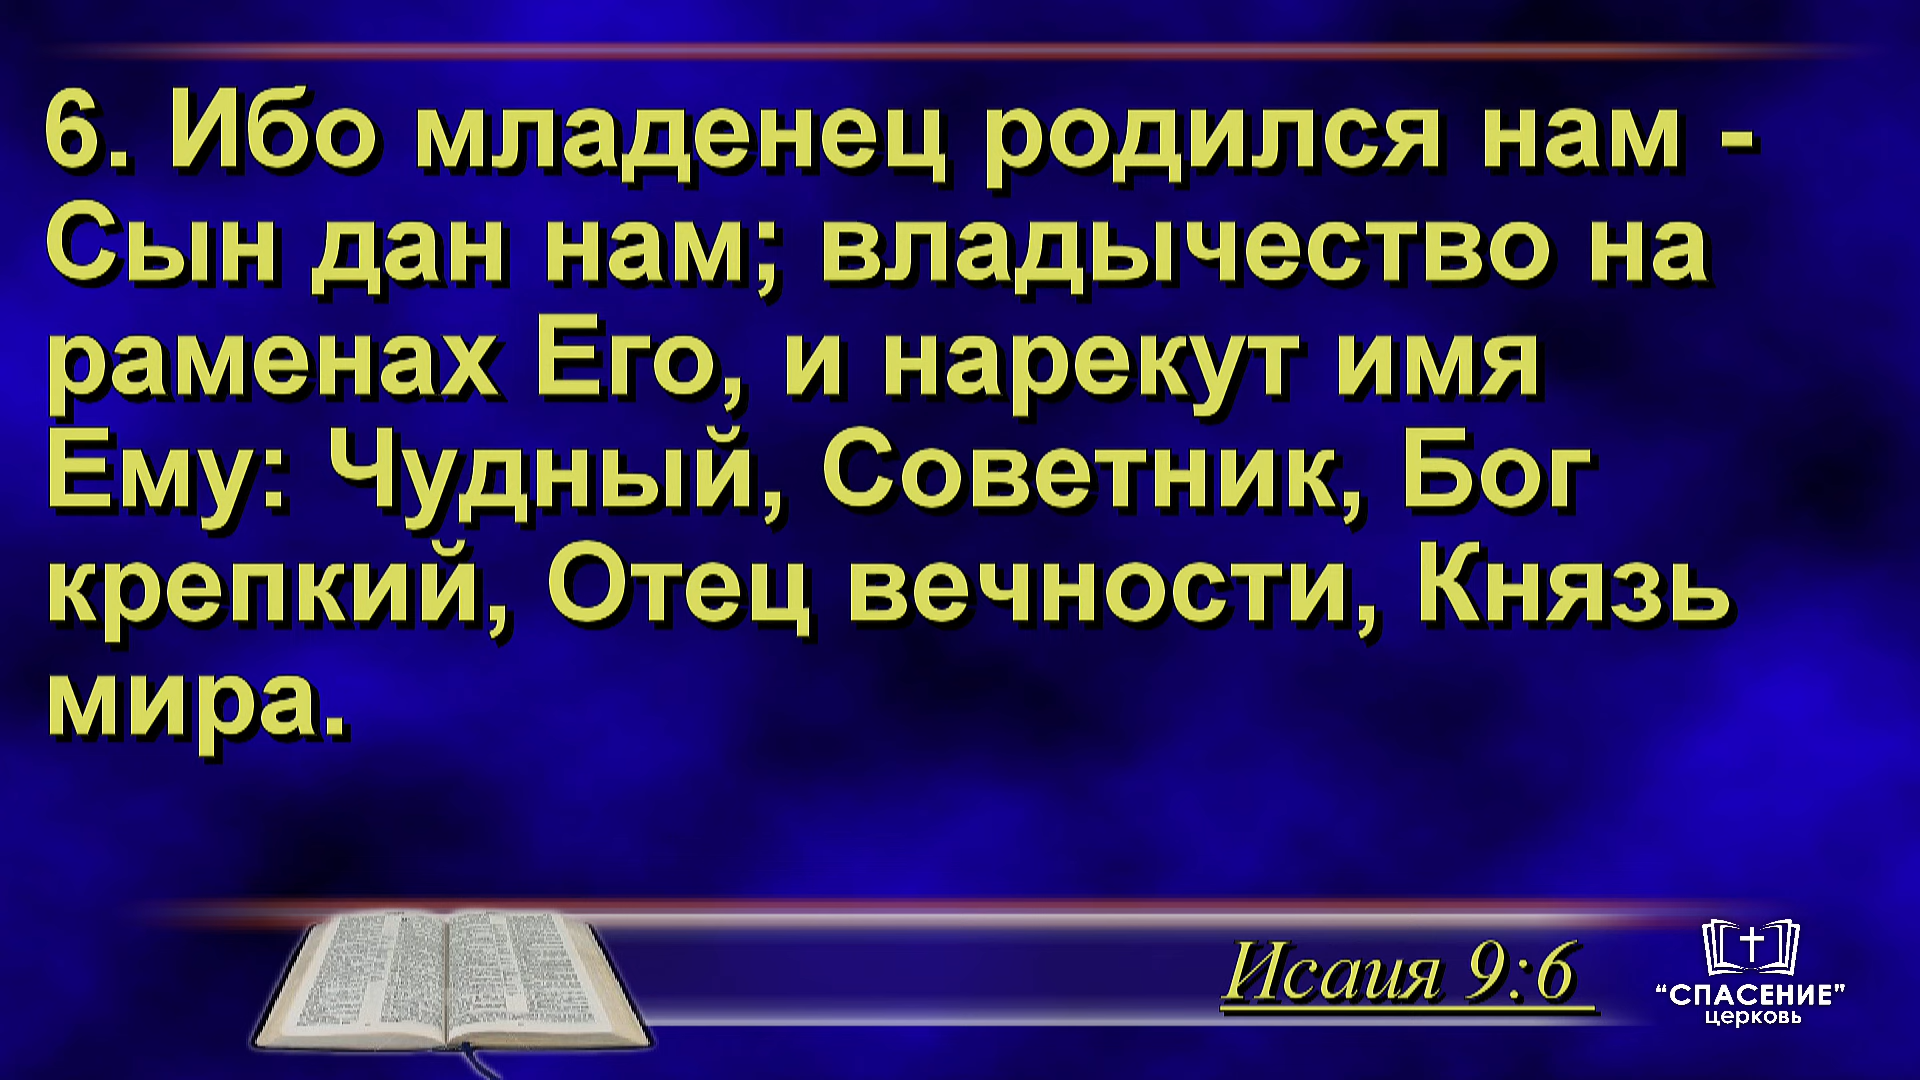 6. Ибо младенец родился нам -
Сын дан нам; владычество на
раменах Его, и нарекут имя
Ему: Чудный, Советник, Бог
крепкий, Отец вечности, Князь
мира.
Исаия 9:6
“СПАСЕНИЕ”
церковь